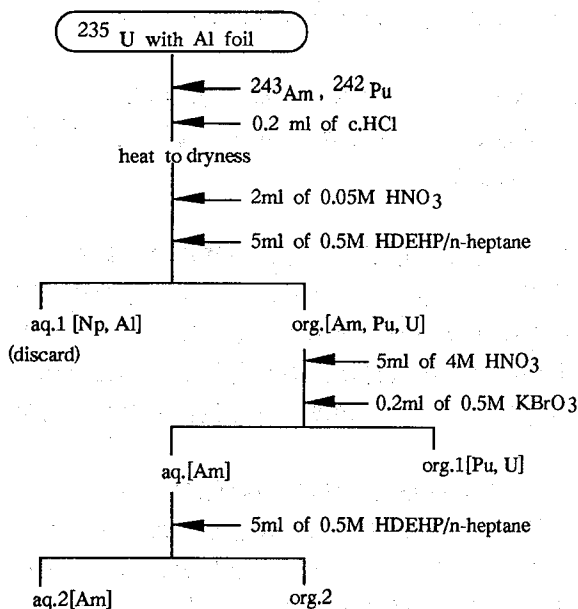 235 U with Al foil
243Am , 242 Pu
0.2 ml of c.HCl
heat to dryness
2ml of 0.05M HNO3
5ml of 0.5M HDEHP/n-heptane
aq.1 [Np, Al]
(discard)
org.[Am, Pu, U]
5ml of 4M HNO3
0.2ml of 0.5M KBrO3
aq.[Am]
org.1[Pu, U]
5ml of 0.5M HDEHP/n-heptane
aq.2[Am]
org.2